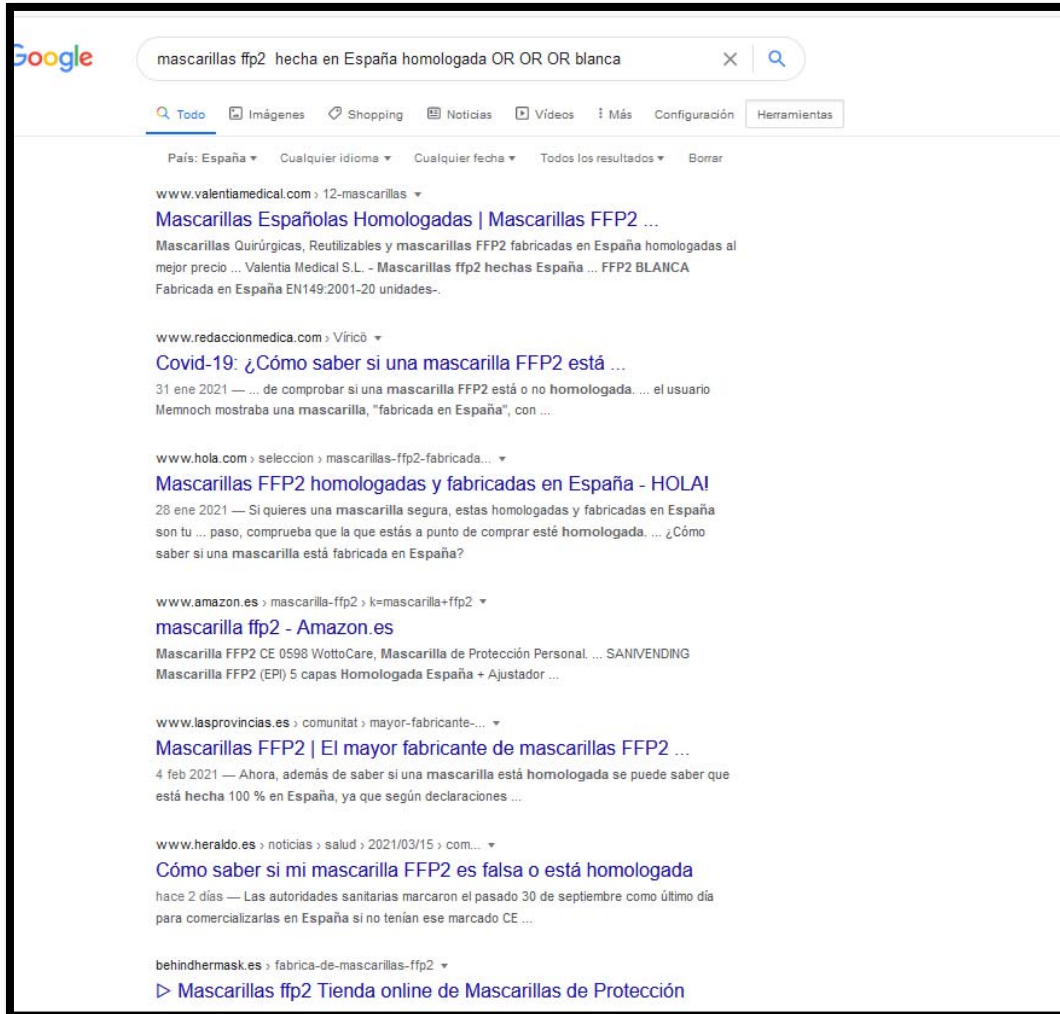 Google
mascarillas ffp2 hecha en España homologada OR OR OR blanca
Todo Imágenes Shopping Noticias Vídeos Más Configuración Herramientas
País: España Cualquier idioma Cualquier fecha Todos los resultados Borrar
www.valentiamedical.com › 12-mascarillas
Mascarillas Españolas Homologadas | Mascarillas FFP2 ...
Mascarillas Quirúrgicas, Reutilizables y mascarillas FFP2 fabricadas en España homologadas al
mejor precio ... Valentia Medical S.L. - Mascarillas ffp2 hechas España ... FFP2 BLANCA
Fabricada en España EN149:2001-20 unidades-.
www.redaccionmedica.com › Viricö
Covid-19: ¿Cómo saber si una mascarilla FFP2 está ...
31 ene 2021 — ... de comprobar si una mascarilla FFP2 está o no homologada. ... el usuario
Memnoch mostraba una mascarilla, "fabricada en España", con ...
www.hola.com › seleccion › mascarillas-ffp2-fabricada...
Mascarillas FFP2 homologadas y fabricadas en España - HOLA!
28 ene 2021 — Si quieres una mascarilla segura, estas homologadas y fabricadas en España
son tu ... paso, comprueba que la que estás a punto de comprar esté homologada. ... ¿Cómo
saber si una mascarilla está fabricada en España?
www.amazon.es › mascarilla-ffp2 › k=mascarilla+ffp2
mascarilla ffp2 - Amazon.es
Mascarilla FFP2 CE 0598 WottoCare, Mascarilla de Protección Personal. ... SANIVENDING
Mascarilla FFP2 (EPI) 5 capas Homologada España + Ajustador ...
www.lasprovincias.es › comunitat › mayor-fabricante-...
Mascarillas FFP2 | El mayor fabricante de mascarillas FFP2 ...
4 feb 2021 — Ahora, además de saber si una mascarilla está homologada se puede saber que
está hecha 100 % en España, ya que según declaraciones ...
www.heraldo.es › noticias › salud › 2021/03/15 › com...
Cómo saber si mi mascarilla FFP2 es falsa o está homologada
hace 2 días — Las autoridades sanitarias marcaron el pasado 30 de septiembre como último día
para comercializarlas en España si no tenían ese marcado CE ...
behindhermask.es › fabrica-de-mascarillas-ffp2
▷ Mascarillas ffp2 Tienda online de Mascarillas de Protección